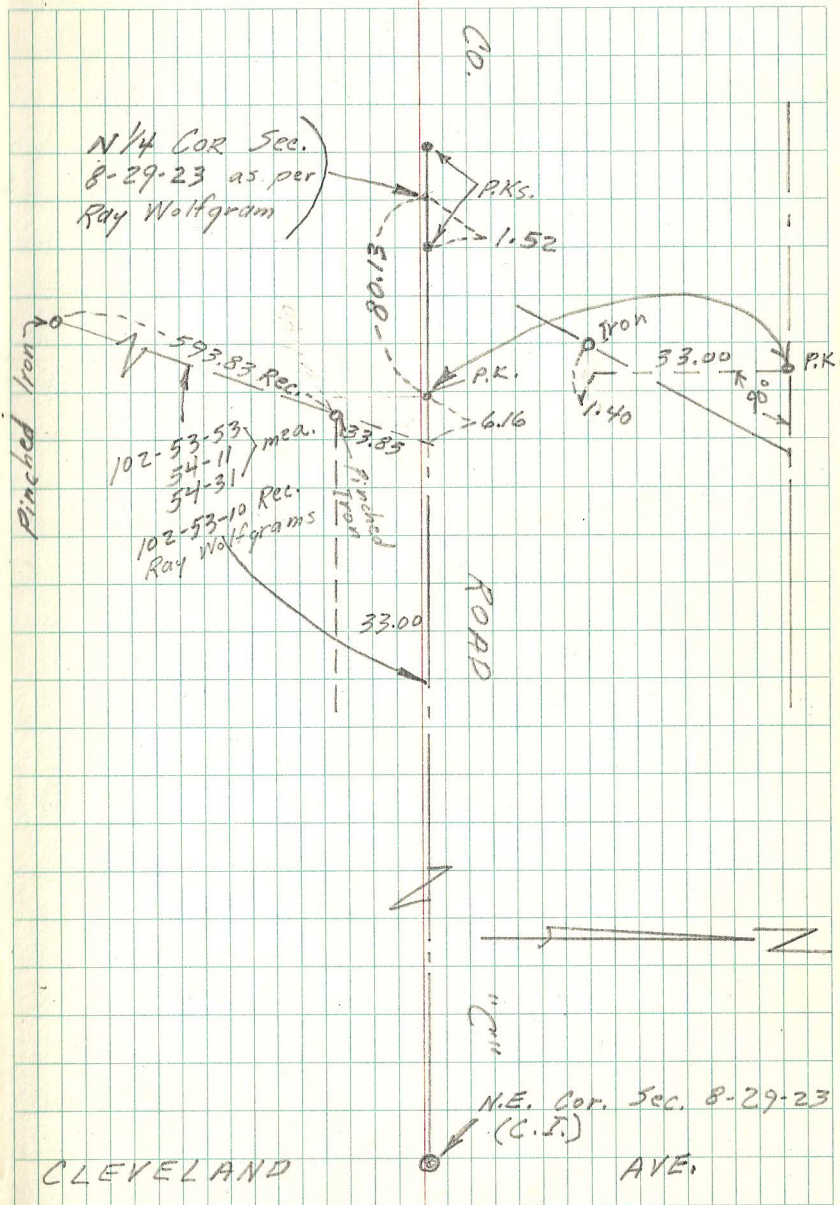 CO.
N 1/4 COR Sec.
8-29-23 as per
Ray Wolfgram
P.Ks.
1.52
31.08
Iron
33.00
P.K
90°
1.40
Pinched Iron
593.83 Rec.
P.K.
6.16
33.85
Pinched
Iron
102-53-53
54-11
54-31
mea.
102-53-10 Rec.
Ray Wolfgrams
33.00
ROAD
N
"C"
N.E. Cor. Sec. 8-29-23
(C.I.)
CLEVELAND AVE.